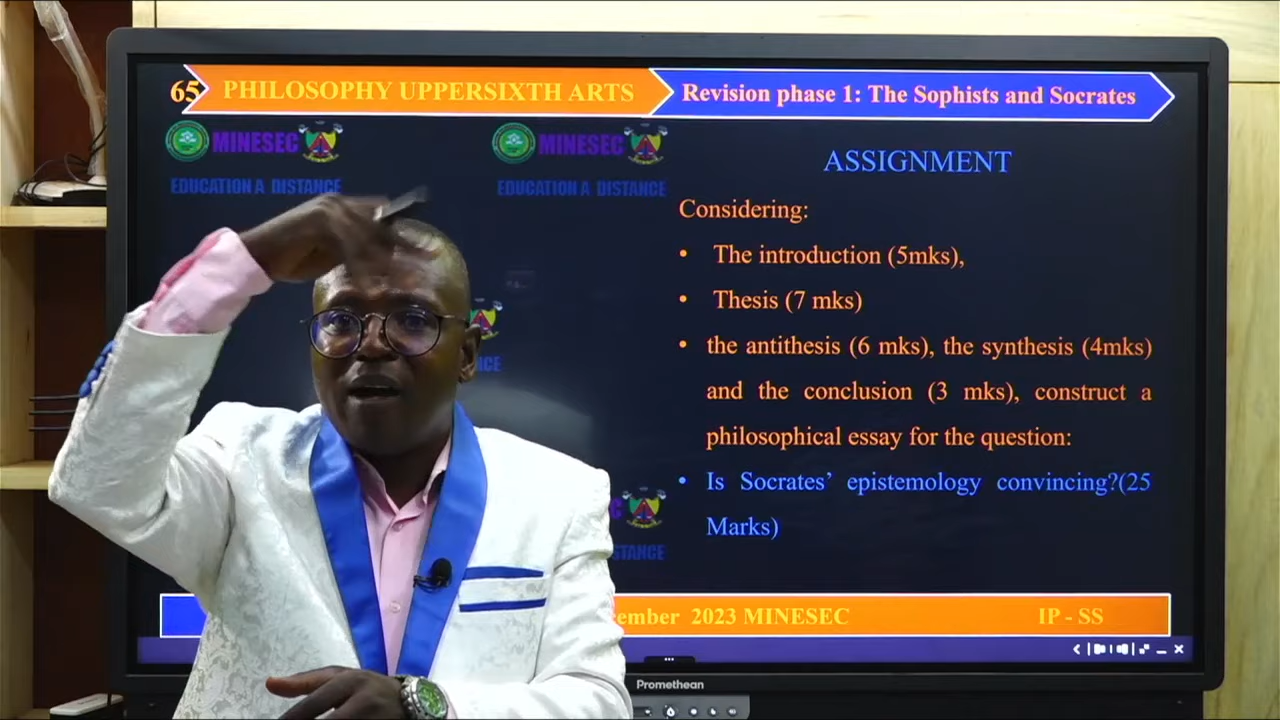 65
PHILOSOPHY UPPERSIXTH ARTS
Revision phase 1: The Sophists and Socrates
MINESEC
MINESEC
EDUCATION A DISTANCE
EDUCATION A DISTANCE
ASSIGNMENT
Considering:
• The introduction (5mks),
• Thesis (7 mks)
• the antithesis (6 mks), the synthesis (4mks)
and the conclusion (3 mks), construct a
philosophical essay for the question:
• Is Socrates' epistemology convincing?(25
Marks)
2023 MINESEC
IP - SS
Promethean